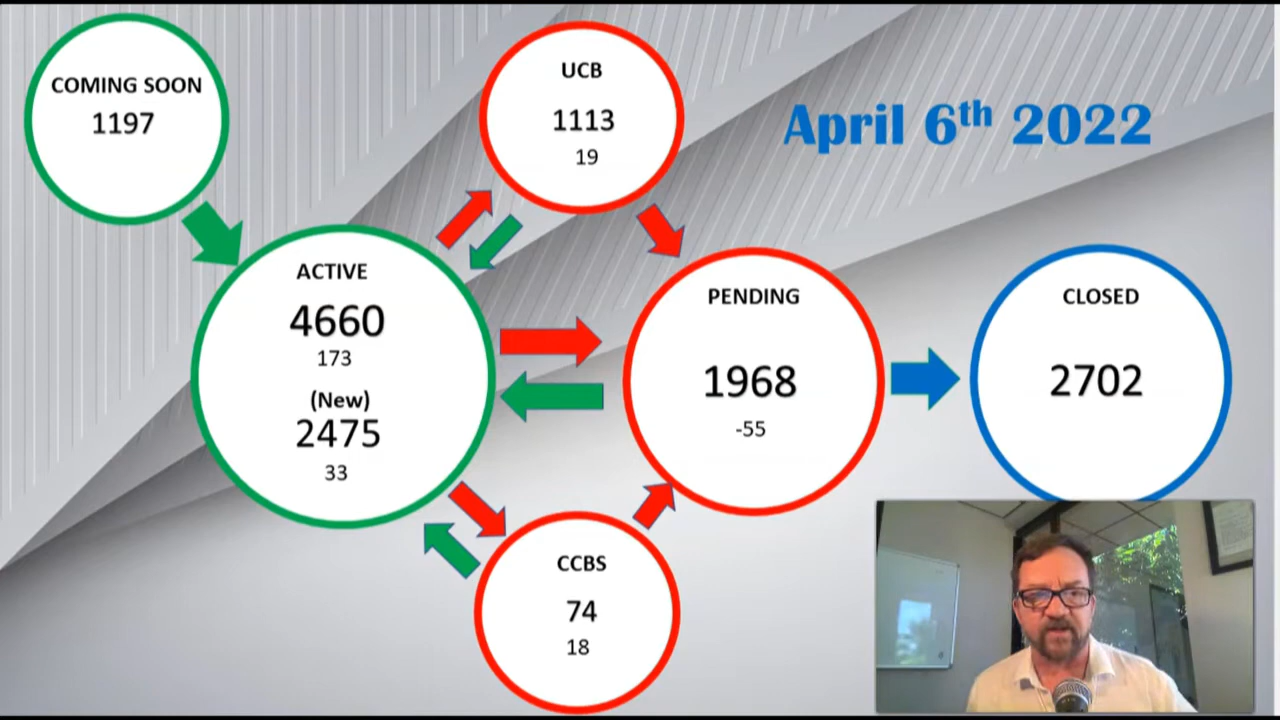 COMING SOON
1197
UCB
1113
19
April 6th 2022
ACTIVE
4660
173
(New)
2475
33
PENDING
1968
-55
CLOSED
2702
CCBS
74
18